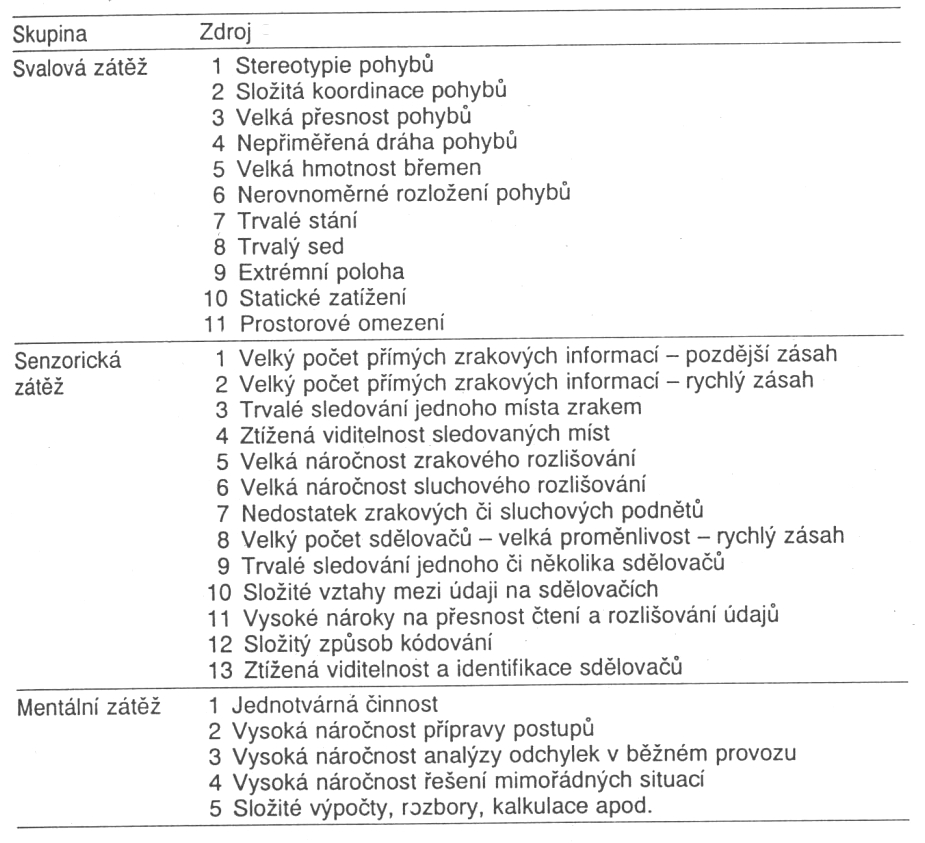 Skupina Zdroj
Svalová zátěž 1 Stereotypie pohybů
2 Složitá koordinace pohybů
3 Velká přesnost pohybů
4 Nepřiměřená dráha pohybů
5 Velká hmotnost břemen
6 Nerovnoměrné rozložení pohybů
7 Trvalé stání
8 Trvalý sed
9 Extrémní poloha
10 Statické zatížení
11 Prostorové omezení
Senzorická 1 Velký počet přímých zrakových informací – pozdější zásah
zátěž 2 Velký počet přímých zrakových informací – rychlý zásah
3 Trvalé sledování jednoho místa zrakem
4 Ztížená viditelnost sledovaných míst
5 Velká náročnost zrakového rozlišování
6 Velká náročnost sluchového rozlišování
7 Nedostatek zrakových či sluchových podnětů
8 Velký počet sdělovačů – velká proměnlivost – rychlý zásah
9 Trvalé sledování jednoho či několika sdělovačů
10 Složité vztahy mezi údaji na sdělovačích
11 Vysoké nároky na přesnost čtení a rozlišování údajů
12 Složitý způsob kódování
13 Ztížená viditelnost a identifikace sdělovačů
Mentální zátěž 1 Jednotvárná činnost
2 Vysoká náročnost přípravy postupů
3 Vysoká náročnost analýzy odchylek v běžném provozu
4 Vysoká náročnost řešení mimořádných situací
5 Složité výpočty, rozbory, kalkulace apod.